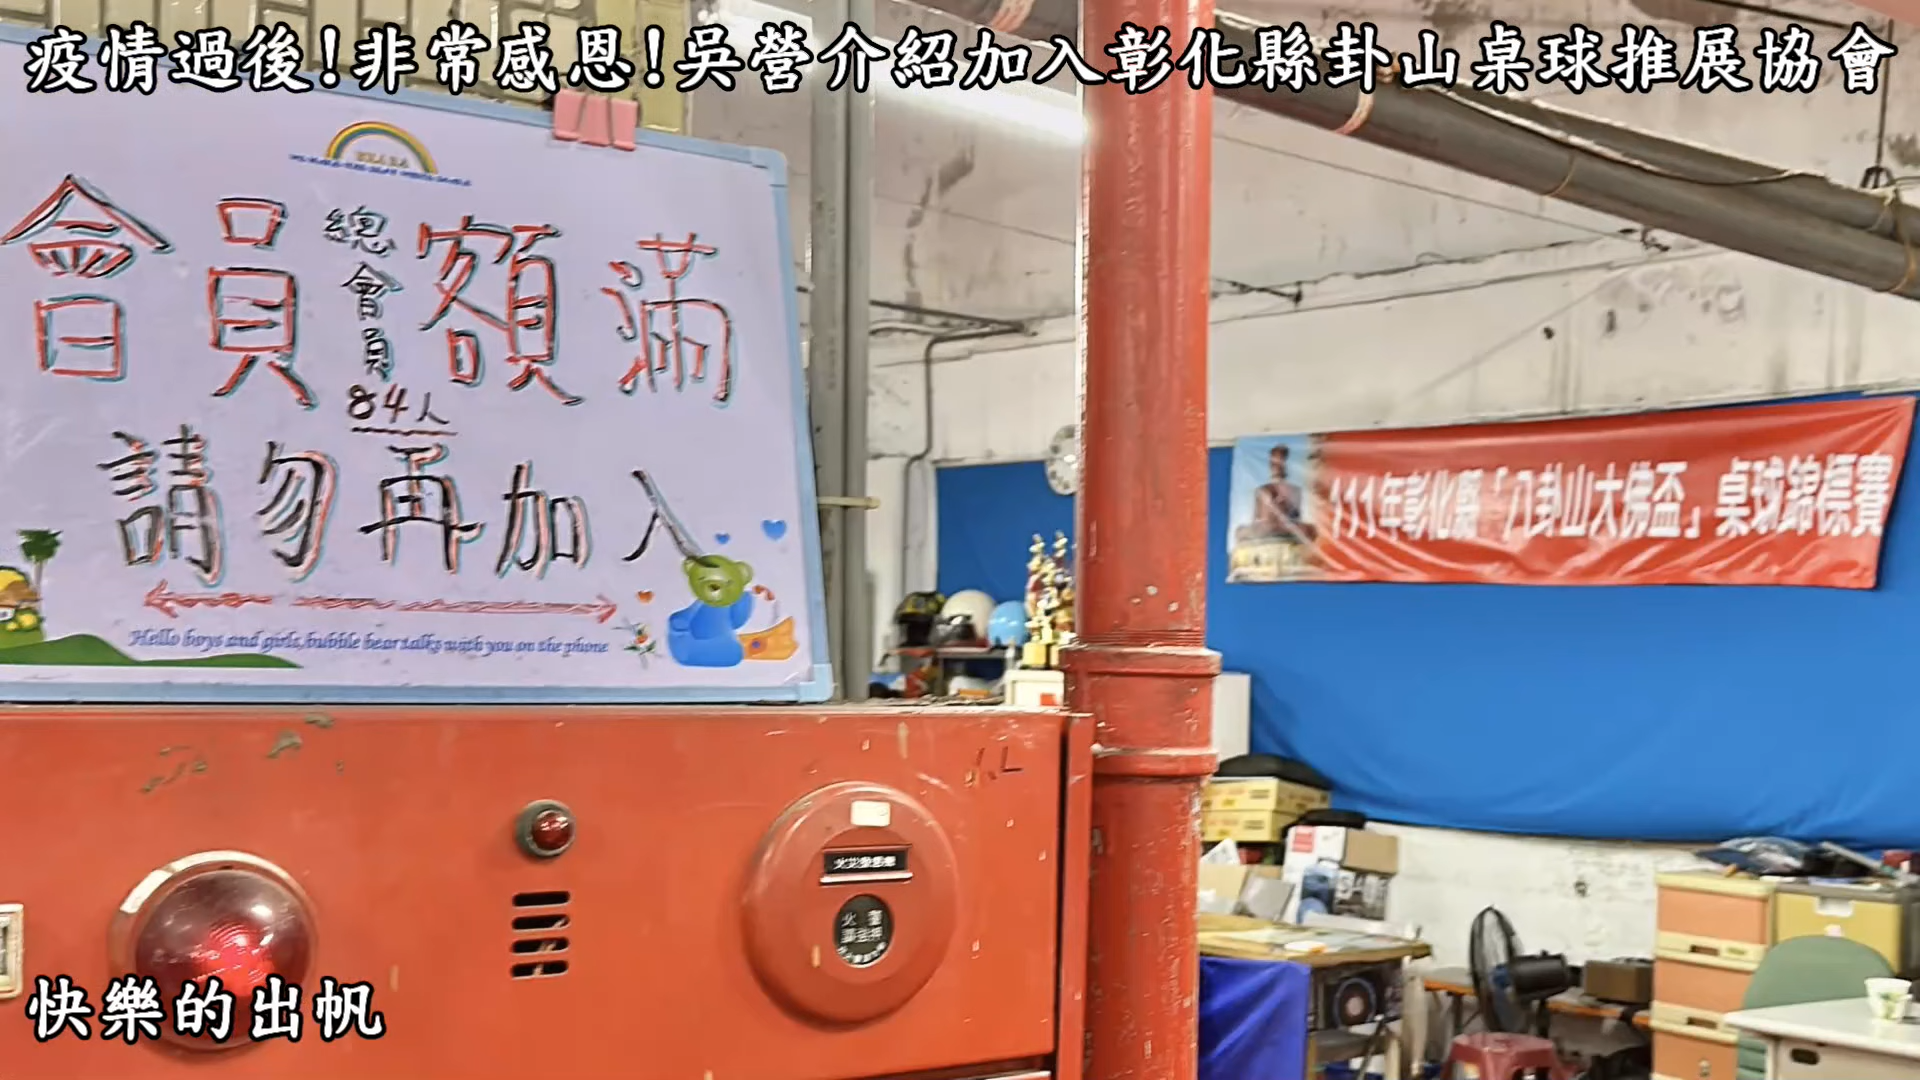 疫情過後!非常感恩!吳營介紹加入彰化縣卦山桌球推展協會
會員額滿
總會員
84人
請勿再加入
Hello boys and girls,bubble bear talks with you on the phone
111年彰化縣「八卦山大佛盃」桌球錦標賽
快樂的出帆